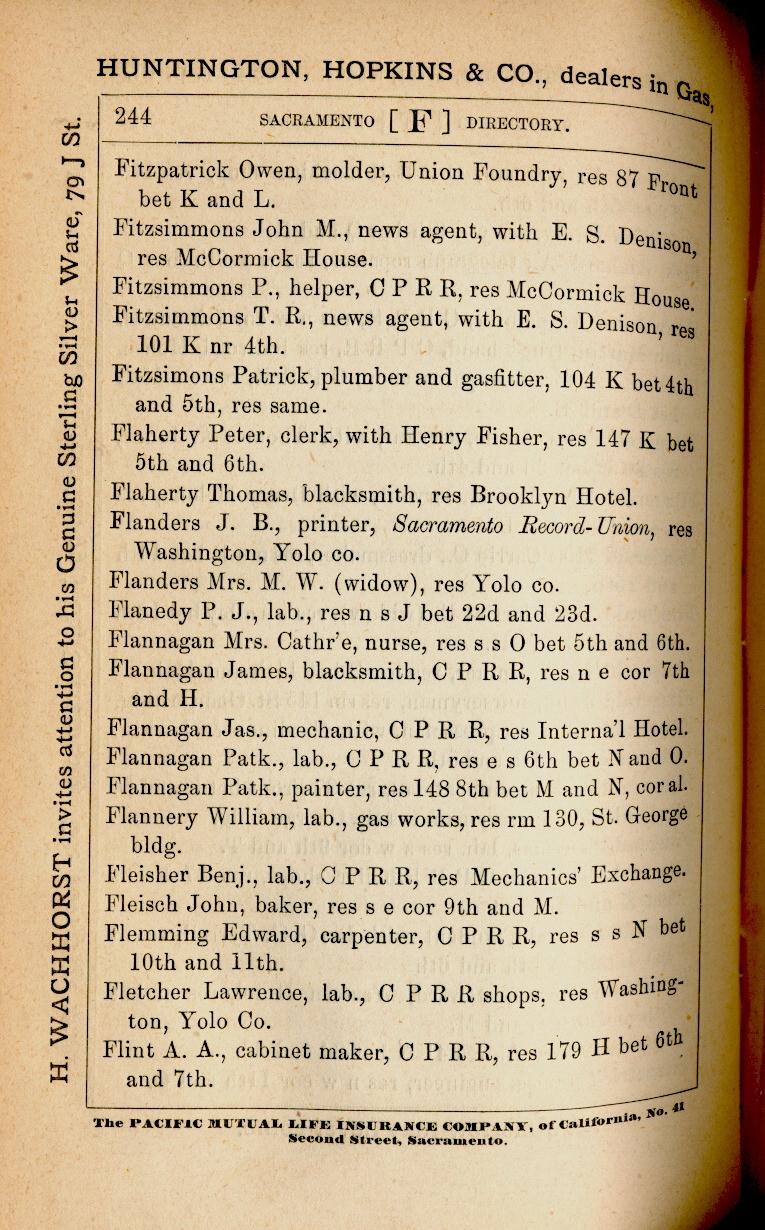 HUNTINGTON, HOPKINS & CO., dealers in Gas,
244 SACRAMENTO [ F ] DIRECTORY.
Fitzpatrick Owen, molder, Union Foundry, res 87 Front
bet K and L.
Fitzsimmons John M., news agent, with E. S. Denison,
res McCormick House.
Fitzsimmons P., helper, C P R R, res McCormick House.
Fitzsimmons T. R., news agent, with E. S. Denison, res
101 K nr 4th.
Fitzsimons Patrick, plumber and gasfitter, 104 K bet 4th
and 5th, res same.
Flaherty Peter, clerk, with Henry Fisher, res 147 K bet
5th and 6th.
Flaherty Thomas, blacksmith, res Brooklyn Hotel.
Flanders J. B., printer, Sacramento Record-Union, res
Washington, Yolo co.
Flanders Mrs. M. W. (widow), res Yolo co.
Flanedy P. J., lab., res n s J bet 22d and 23d.
Flannagan Mrs. Cathr'e, nurse, res s s O bet 5th and 6th.
Flannagan James, blacksmith, C P R R, res n e cor 7th
and H.
Flannagan Jas., mechanic, C P R R, res Interna'l Hotel.
Flannagan Patk., lab., C P R R, res e s 6th bet N and O.
Flannagan Patk., painter, res 148 8th bet M and N, cor al.
Flannery William, lab., gas works, res rm 130, St. George
bldg.
Fleisher Benj., lab., C P R R, res Mechanics' Exchange.
Fleisch John, baker, res s e cor 9th and M.
Flemming Edward, carpenter, C P R R, res s s N bet
10th and 11th.
Fletcher Lawrence, lab., C P R R shops, res Washing-
ton, Yolo Co.
Flint A. A., cabinet maker, C P R R, res 179 H bet 6th
and 7th.
The PACIFIC MUTUAL LIFE INSURANCE COMPANY, of California, No. 41
Second Street, Sacramento.
H. WACHHORST invites attention to his Genuine Sterling Silver Ware, 79 J St.